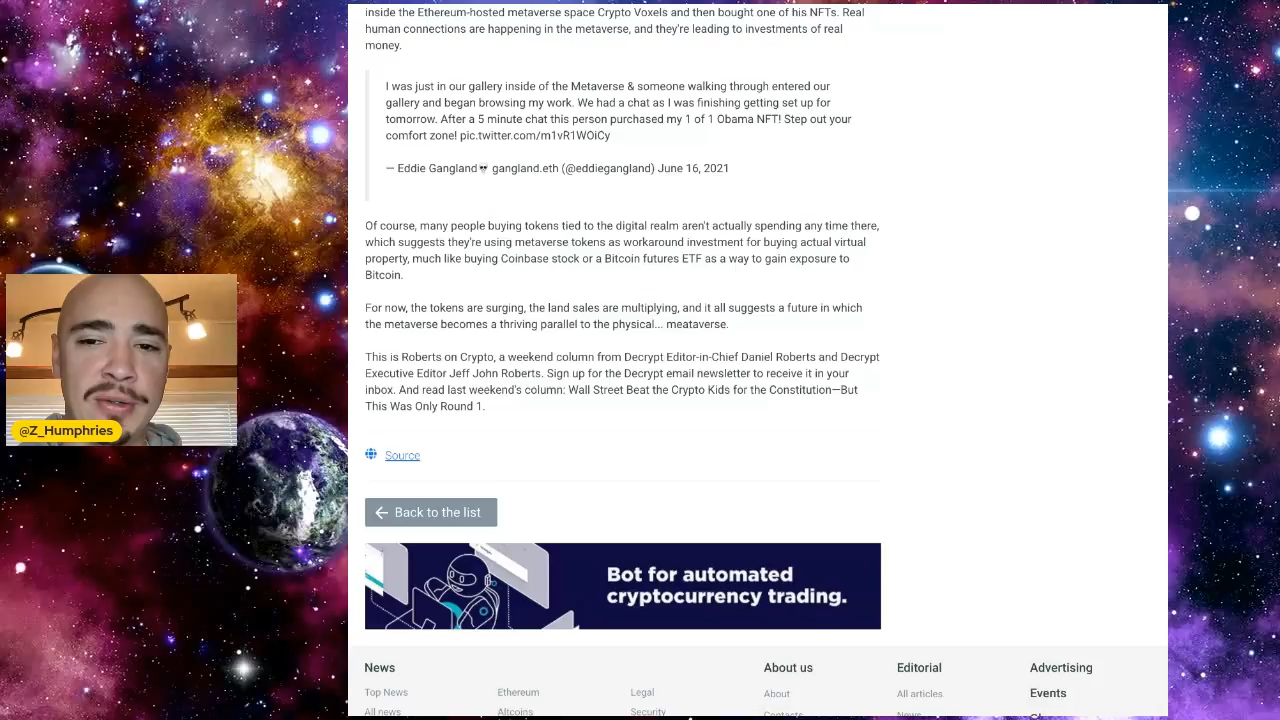 inside the Ethereum-hosted metaverse space Crypto Voxels and then bought one of his NFTs. Real
human connections are happening in the metaverse, and they're leading to investments of real
money.
I was just in our gallery inside of the Metaverse & someone walking through entered our
gallery and began browsing my work. We had a chat as I was finishing getting set up for
tomorrow. After a 5 minute chat this person purchased my 1 of 1 Obama NFT! Step out your
comfort zone! pic.twitter.com/m1vR1WOiCy
— Eddie Gangland💀 gangland.eth (@eddiegangland) June 16, 2021
Of course, many people buying tokens tied to the digital realm aren't actually spending any time there,
which suggests they're using metaverse tokens as workaround investment for buying actual virtual
property, much like buying Coinbase stock or a Bitcoin futures ETF as a way to gain exposure to
Bitcoin.
For now, the tokens are surging, the land sales are multiplying, and it all suggests a future in which
the metaverse becomes a thriving parallel to the physical... meataverse.
This is Roberts on Crypto, a weekend column from Decrypt Editor-in-Chief Daniel Roberts and Decrypt
Executive Editor Jeff John Roberts. Sign up for the Decrypt email newsletter to receive it in your
inbox. And read last weekend's column: Wall Street Beat the Crypto Kids for the Constitution—But
This Was Only Round 1.
@Z_Humphries
Source
Back to the list
Bot for automated
cryptocurrency trading.
News
About us
Editorial
Advertising
Top News
Ethereum
Legal
About
All articles
Events
All news
Altcoins
Security
Contacts
News